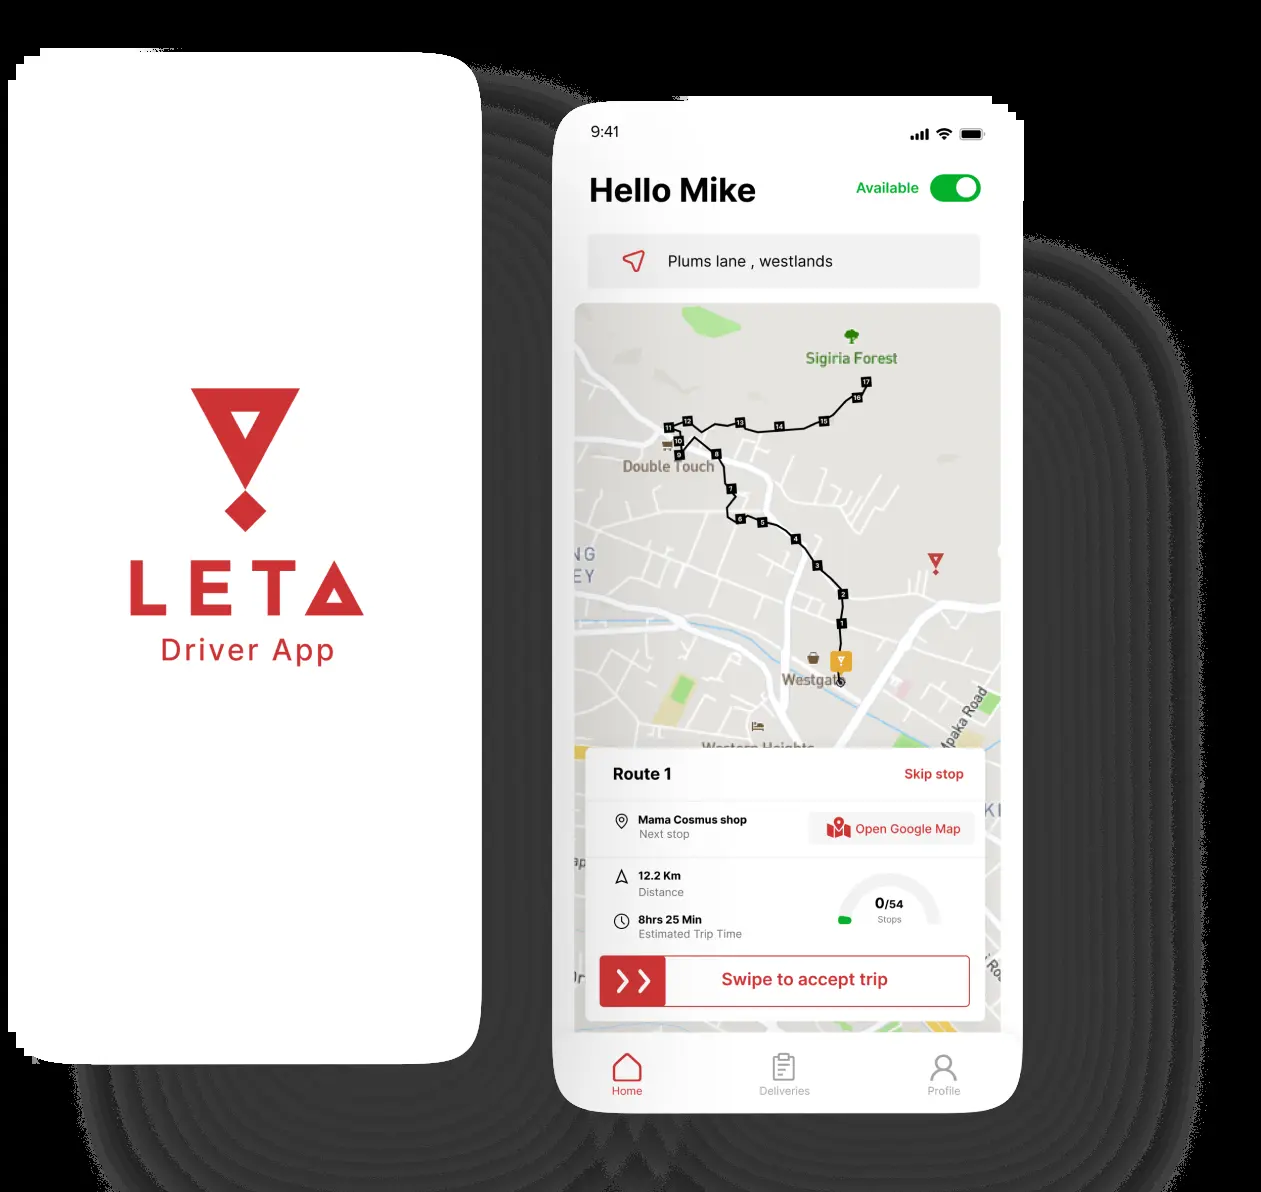 LETA
Driver App
9:41
Hello Mike
Available
Plums lane , westlands
Sigiria Forest
17
16
15
14
13
12
11
10
9
Double Touch
8
7
6
5
4
3
NG
EY
2
1
Westgate
Mpaka Road
Western Heights
Route 1
Skip stop
Mama Cosmus shop
Next stop
Open Google Map
KI
12.2 Km
Distance
0/54
Stops
8hrs 25 Min
Estimated Trip Time
Swipe to accept trip
Home
Deliveries
Profile